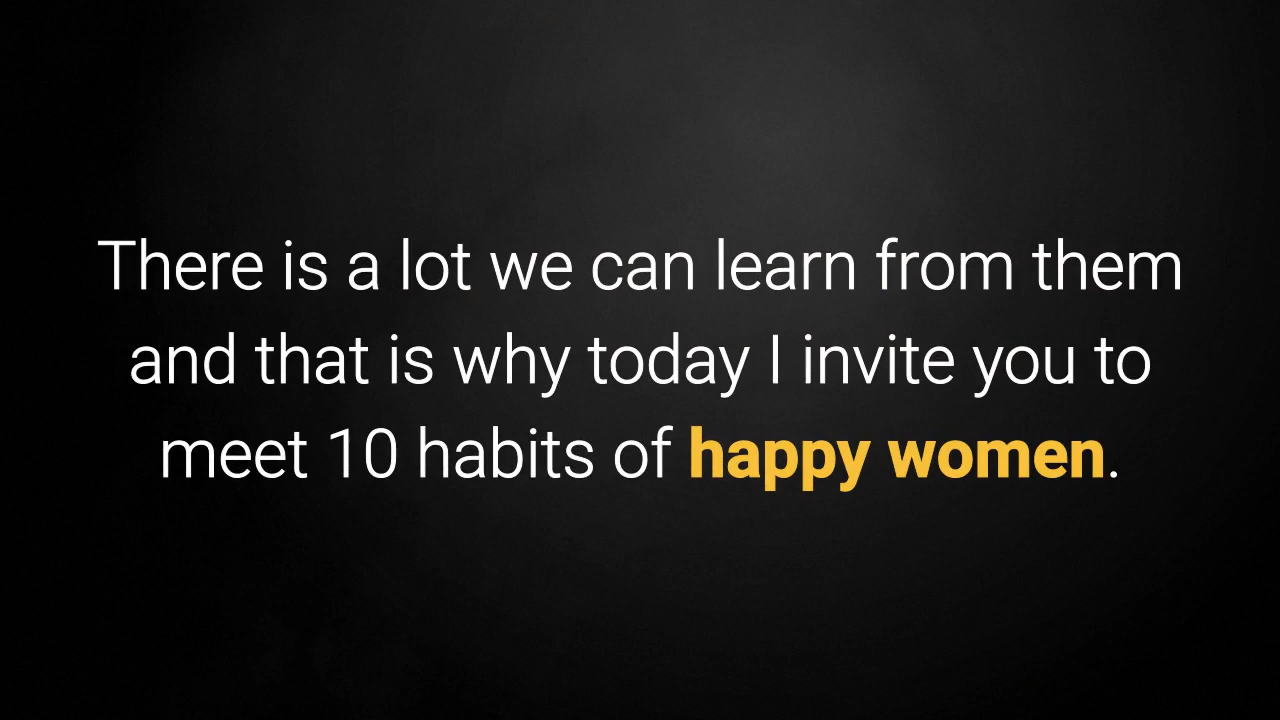 There is a lot we can learn from them
and that is why today I invite you to
meet 10 habits of happy women.